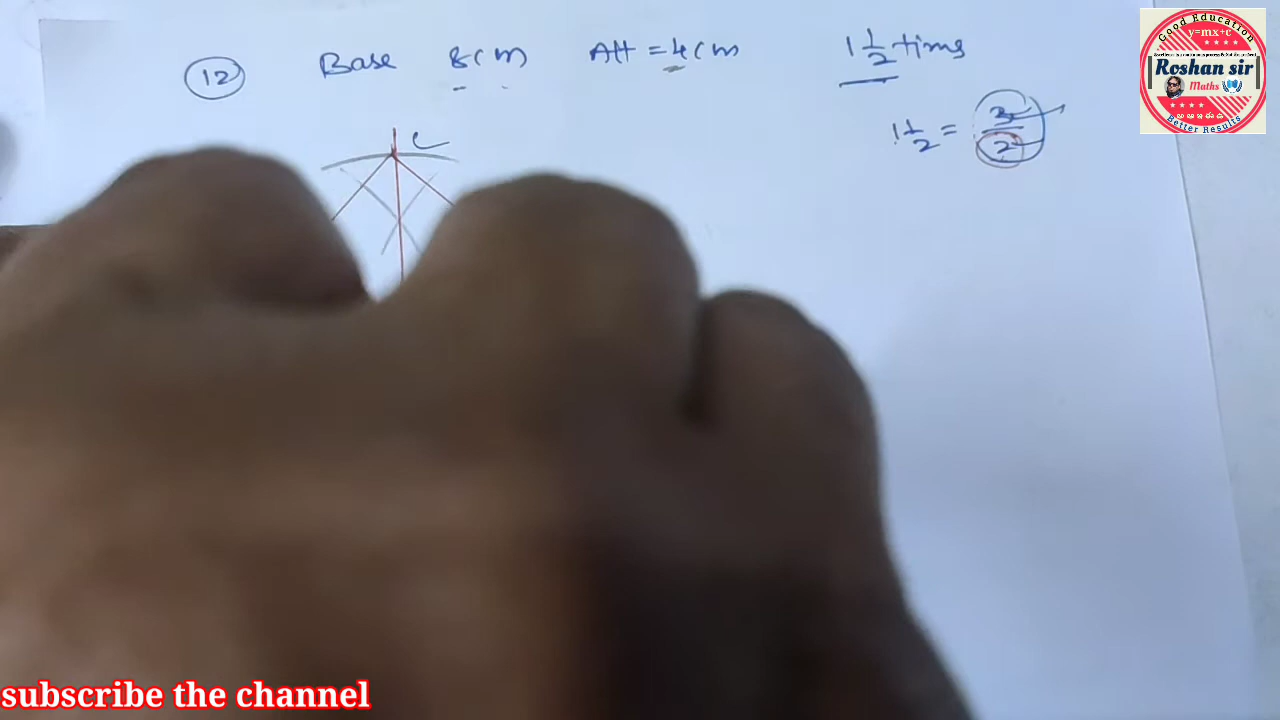 12 Base 8cm Alt = 4cm 1 1/2 times
1 1/2 = 3/2
C
Good Education
y=mx+c
Roshan sir
Maths
Better Results
subscribe the channel